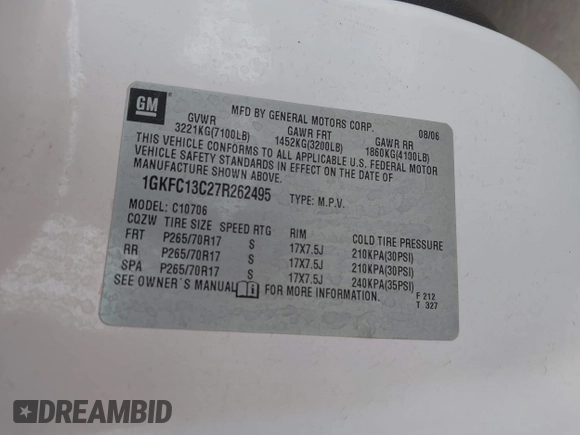 GM
MFD BY GENERAL MOTORS CORP. 08/06
GVWR GAWR FRT GAWR RR
3221KG(7100LB) 1452KG(3200LB) 1860KG(4100LB)
THIS VEHICLE CONFORMS TO ALL APPLICABLE U.S. FEDERAL MOTOR
VEHICLE SAFETY STANDARDS IN EFFECT ON THE DATE OF
MANUFACTURE SHOWN ABOVE.
1GKFC13C27R262495 TYPE: M.P.V.
MODEL: C10706
CQZW TIRE SIZE SPEED RTG RIM COLD TIRE PRESSURE
FRT P265/70R17 S 17X7.5J 210KPA(30PSI)
RR P265/70R17 S 17X7.5J 210KPA(30PSI)
SPA P265/70R17 S 17X7.5J 240KPA(35PSI)
SEE OWNER'S MANUAL FOR MORE INFORMATION.
F 212
T 327
DREAMBID